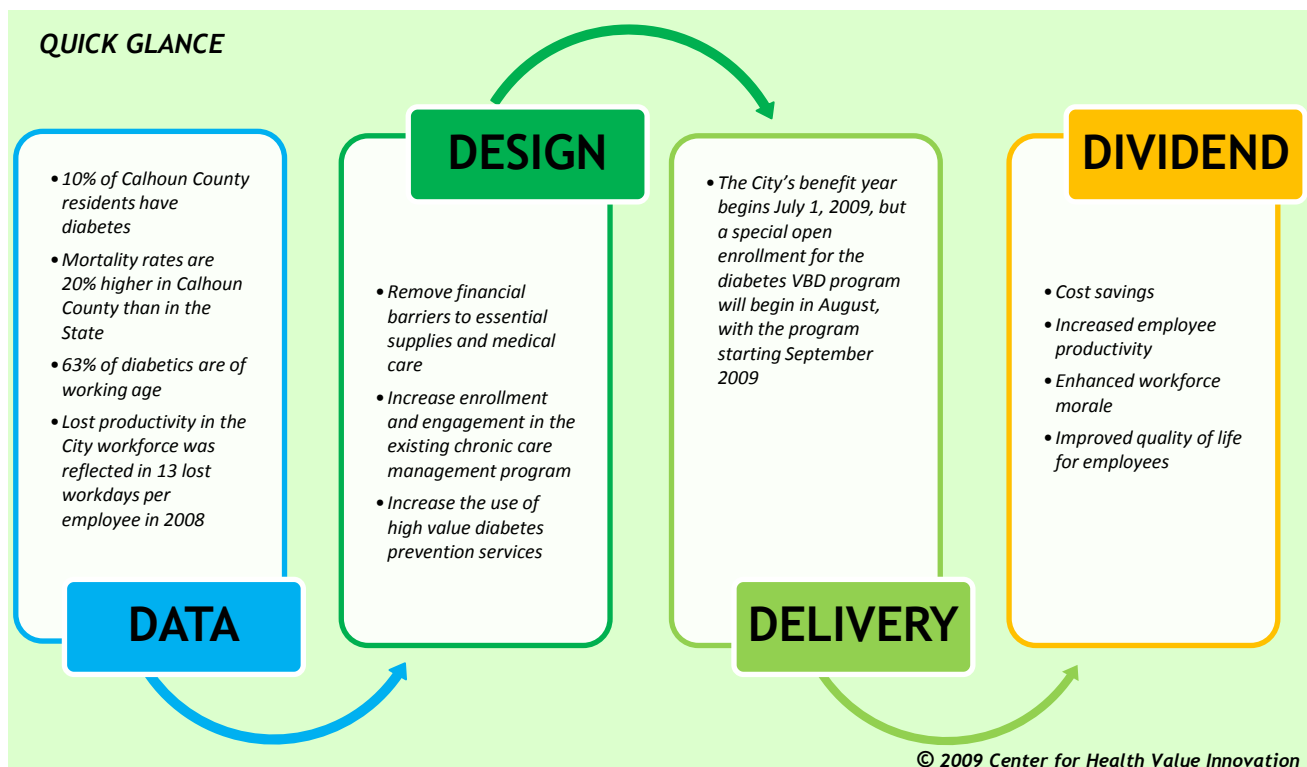 QUICK GLANCE
• 10% of Calhoun County
residents have
diabetes
• Mortality rates are
20% higher in Calhoun
County than in the
State
• 63% of diabetics are of
working age
• Lost productivity in the
City workforce was
reflected in 13 lost
workdays per
employee in 2008
DATA
DESIGN
• Remove financial
barriers to essential
supplies and medical
care
• Increase enrollment
and engagement in the
existing chronic care
management program
• Increase the use of
high value diabetes
prevention services
• The City's benefit year
begins July 1, 2009, but
a special open
enrollment for the
diabetes VBD program
will begin in August,
with the program
starting September
2009
DELIVERY
DIVIDEND
• Cost savings
• Increased employee
productivity
• Enhanced workforce
morale
• Improved quality of life
for employees
© 2009 Center for Health Value Innovation